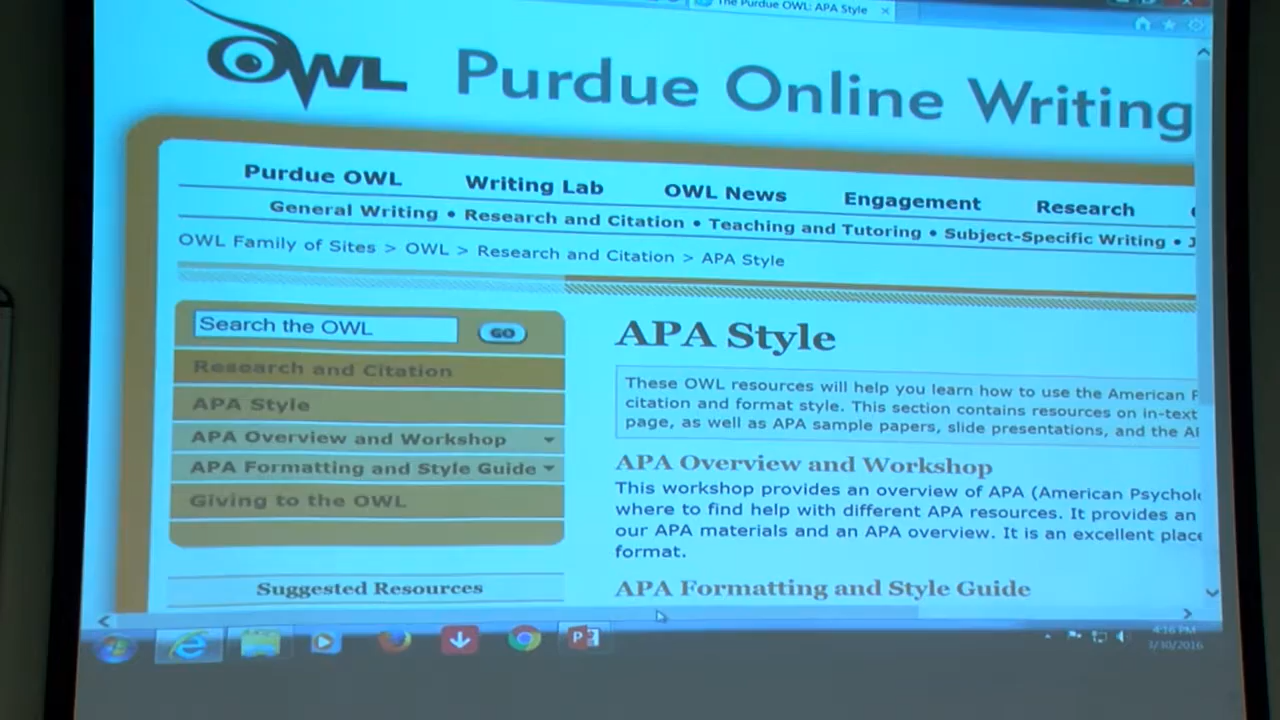 The Purdue OWL: APA Style
OWL Purdue Online Writing
Purdue OWL Writing Lab OWL News Engagement Research
General Writing • Research and Citation • Teaching and Tutoring • Subject-Specific Writing • J
OWL Family of Sites > OWL > Research and Citation > APA Style
Search the OWL GO
Research and Citation
APA Style
APA Overview and Workshop
APA Formatting and Style Guide
Giving to the OWL
Suggested Resources
APA Style
These OWL resources will help you learn how to use the American P
citation and format style. This section contains resources on in-text
page, as well as APA sample papers, slide presentations, and the AP
APA Overview and Workshop
This workshop provides an overview of APA (American Psychol
where to find help with different APA resources. It provides an
our APA materials and an APA overview. It is an excellent place
format.
APA Formatting and Style Guide
4:16 PM
3/30/2016